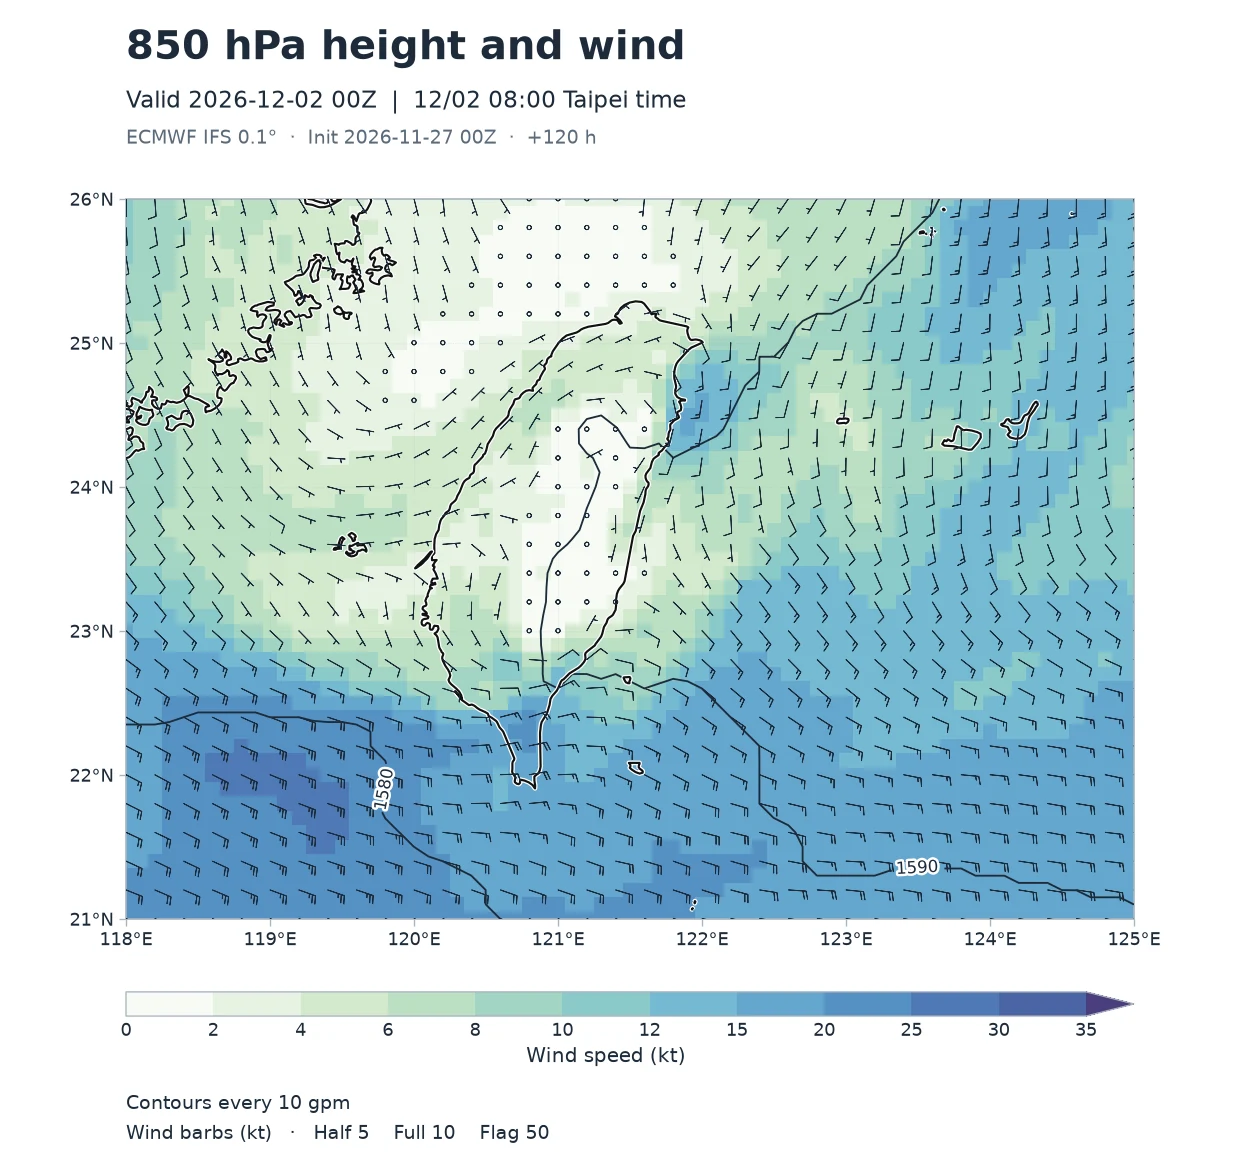 850 hPa height and wind
Valid 2026-12-02 00Z | 12/02 08:00 Taipei time
ECMWF IFS 0.1° · Init 2026-11-27 00Z · +120 h
26°N
25°N
24°N
23°N
22°N
21°N
1580
1590
118°E 119°E 120°E 121°E 122°E 123°E 124°E 125°E
0 2 4 6 8 10 12 15 20 25 30 35
Wind speed (kt)
Contours every 10 gpm
Wind barbs (kt) · Half 5 Full 10 Flag 50